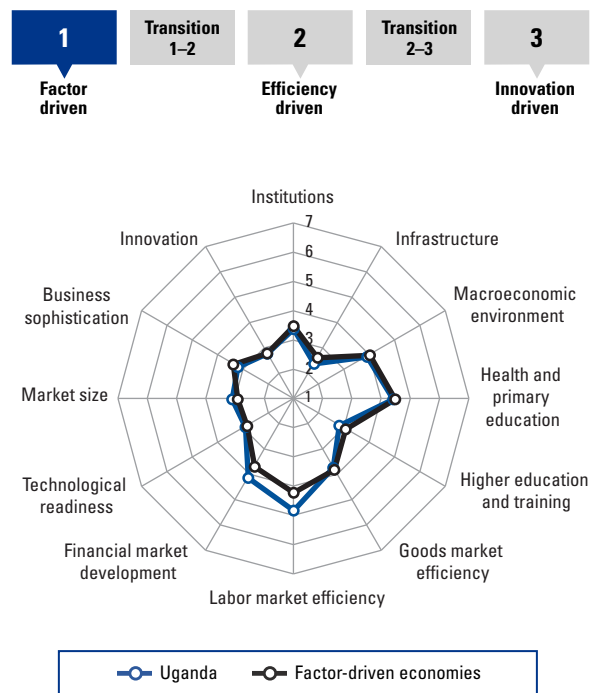 1
Transition
1–2
2
Transition
2–3
3
Factor
driven
Efficiency
driven
Innovation
driven
Institutions
7
Innovation
Infrastructure
6
5
Business
sophistication
Macroeconomic
environment
4
3
2
Market size
1
Health and
primary
education
Technological
readiness
Higher education
and training
Financial market
development
Goods market
efficiency
Labor market efficiency
Uganda
Factor-driven economies